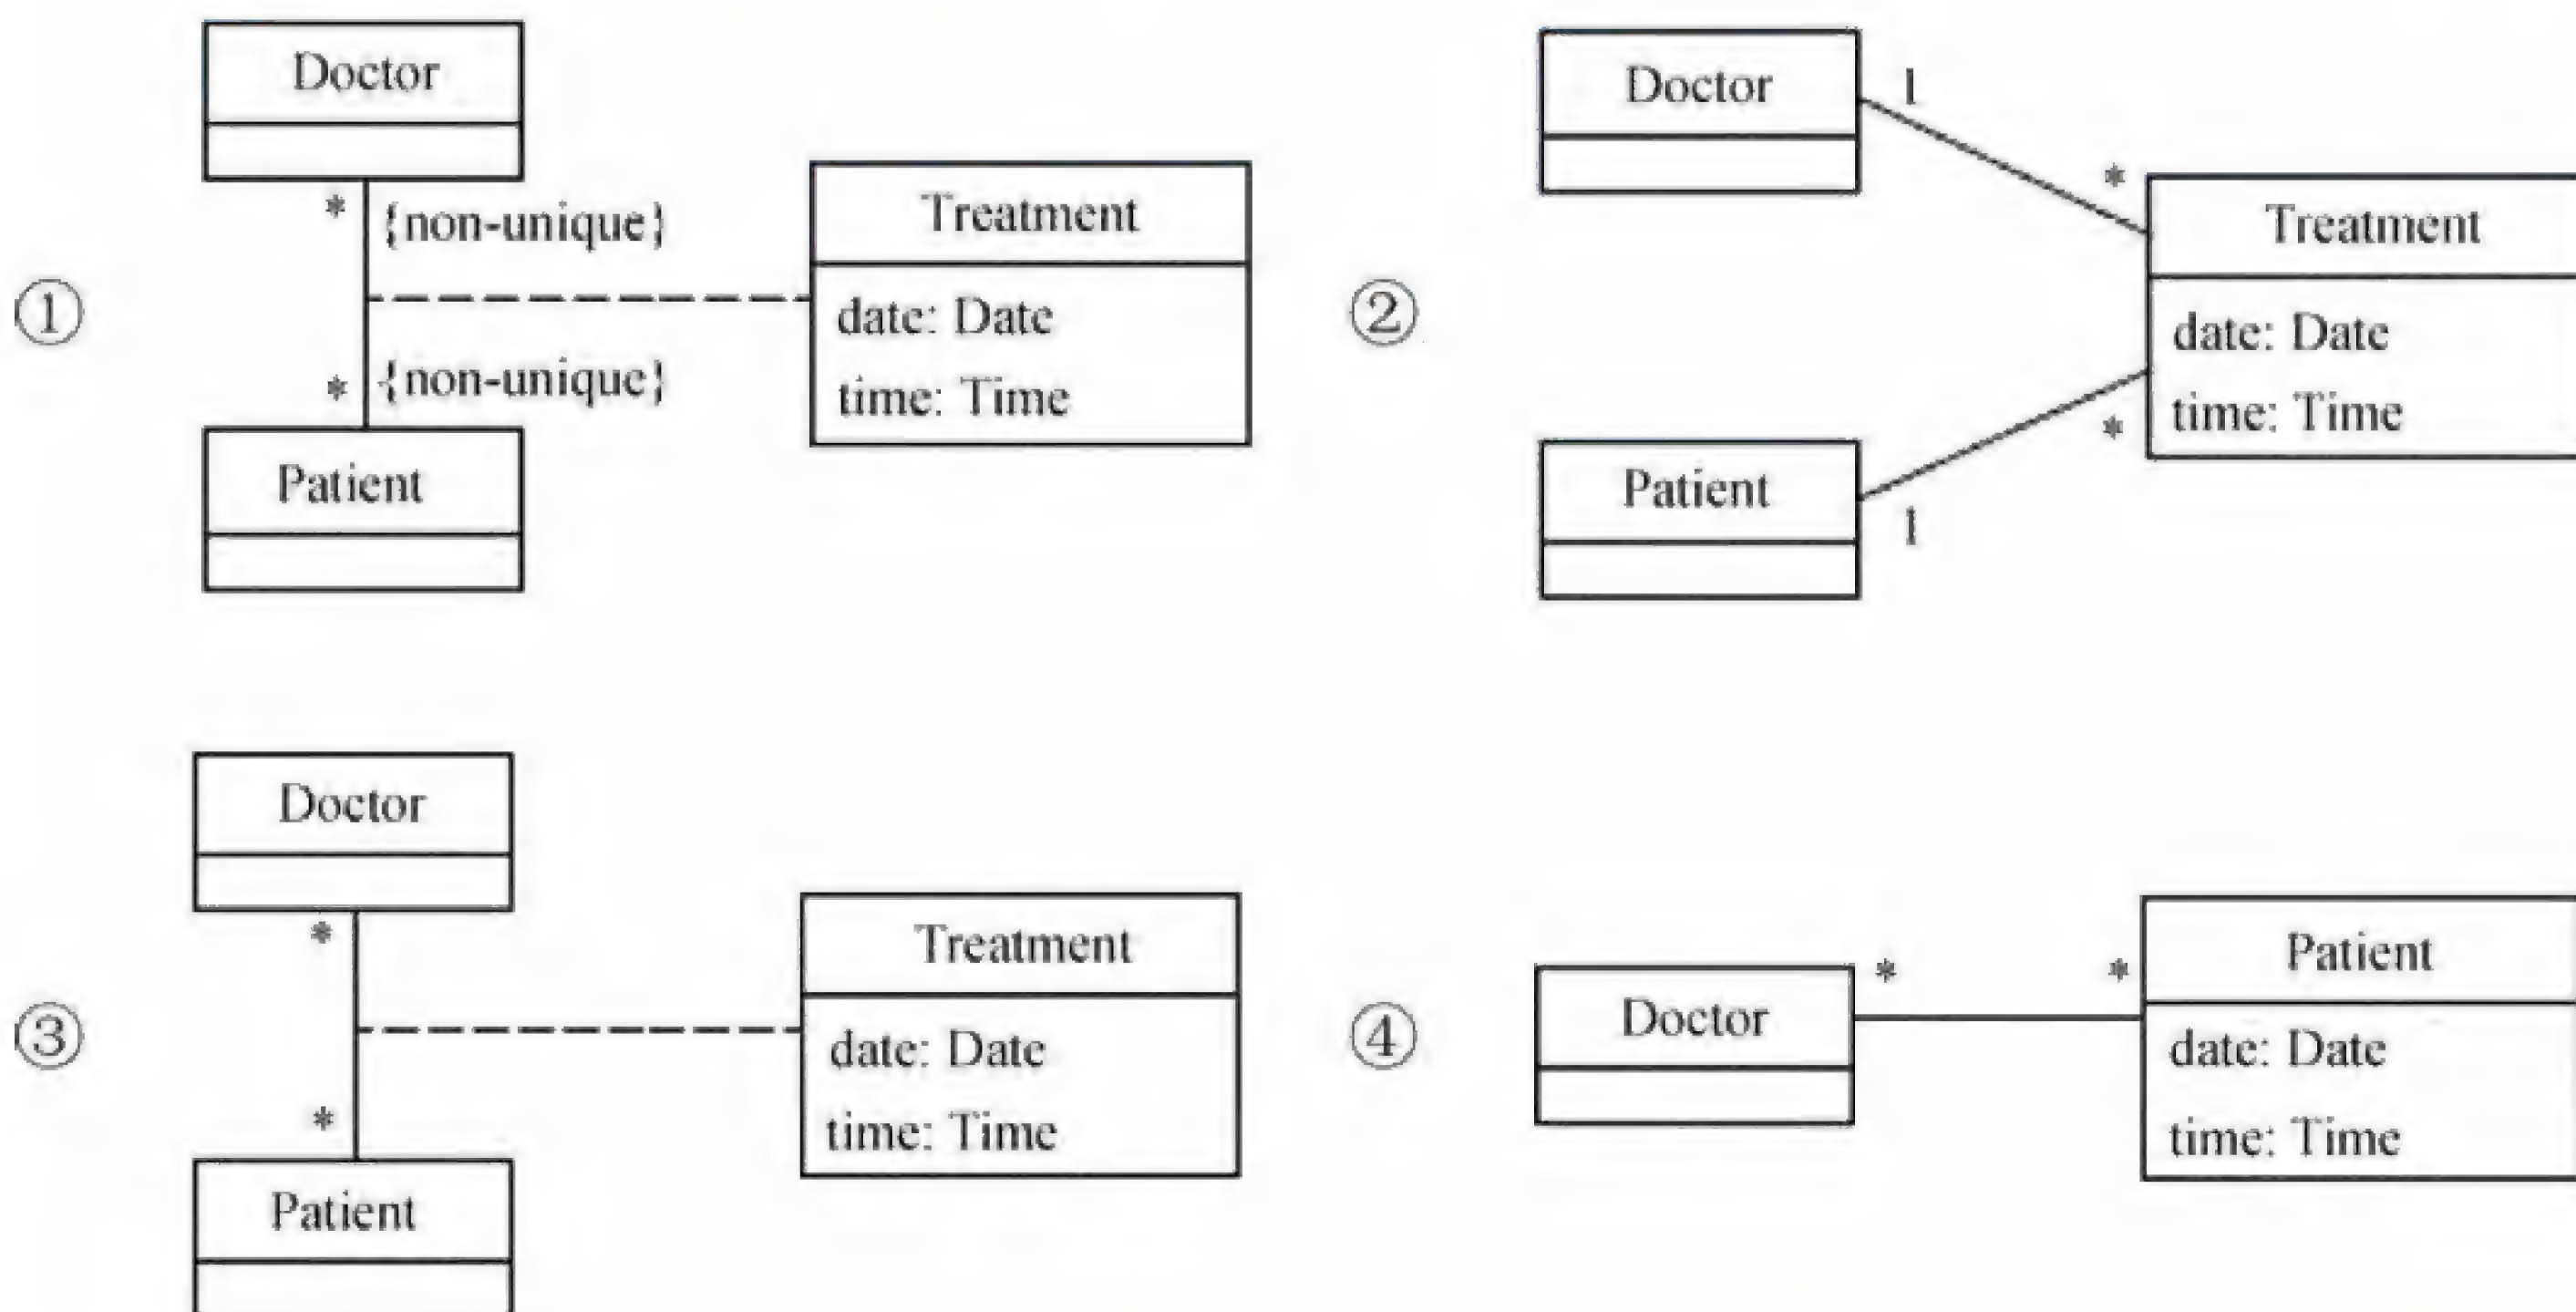 ①
Doctor
*
{non-unique}
*
{non-unique}
Patient
Treatment
date: Date
time: Time
②
Doctor
1
*
Treatment
date: Date
time: Time
*
1
Patient
③
Doctor
*
*
Patient
Treatment
date: Date
time: Time
④
Doctor
*
*
Patient
date: Date
time: Time